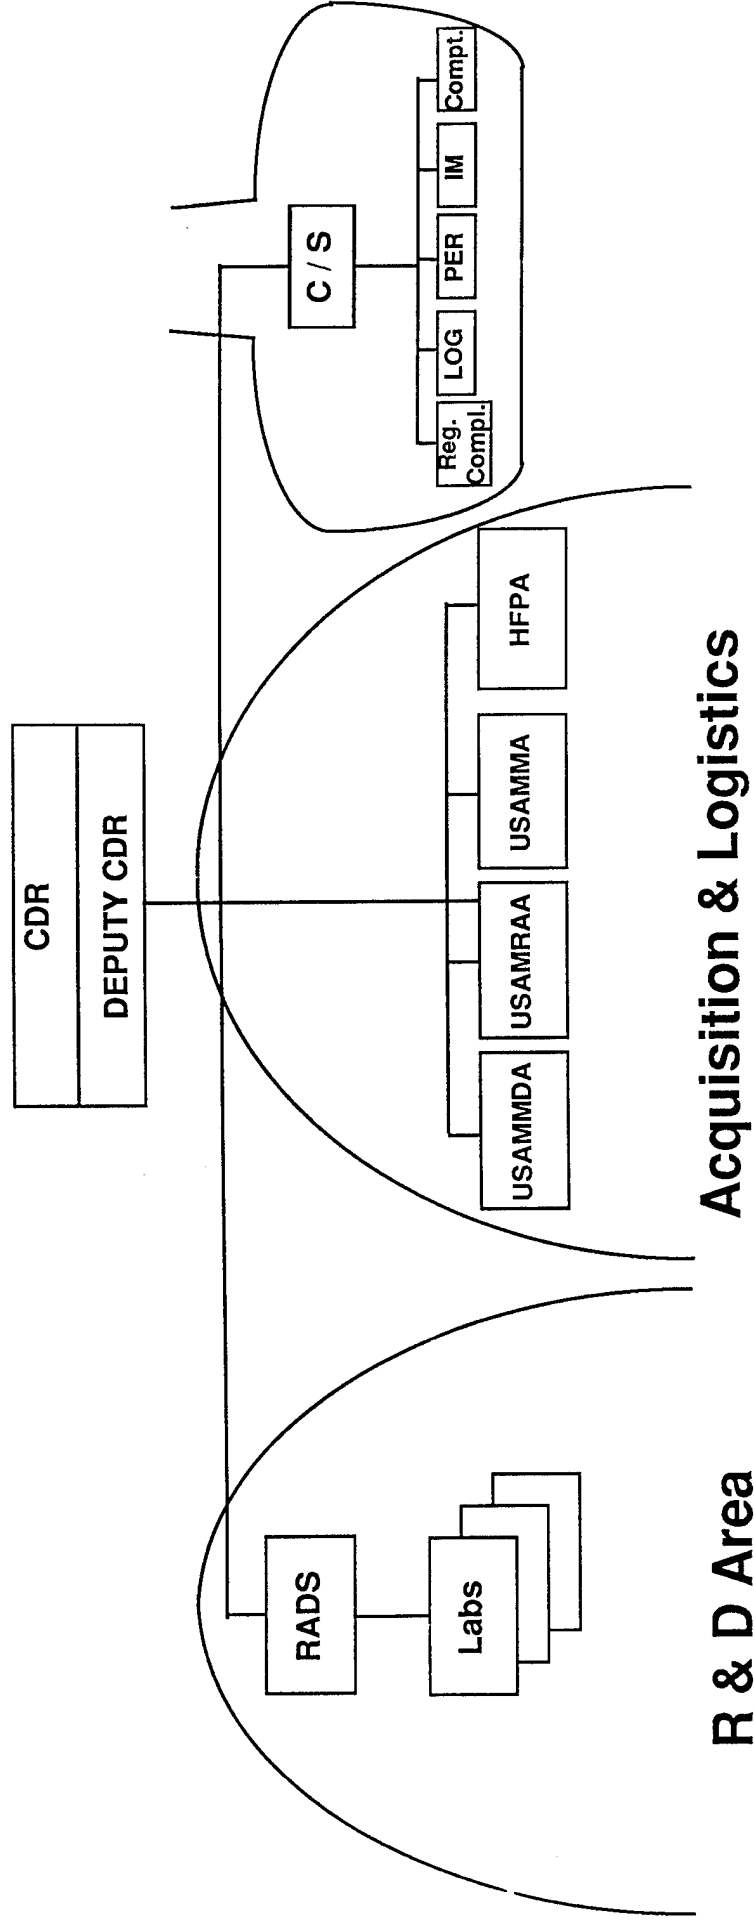 CDR
DEPUTY CDR
RADS
Labs
USAMMDA
USAMRAA
USAMMA
HFPA
C / S
Reg.
Compl.
LOG
PER
IM
Compt.
R & D Area
Acquisition & Logistics